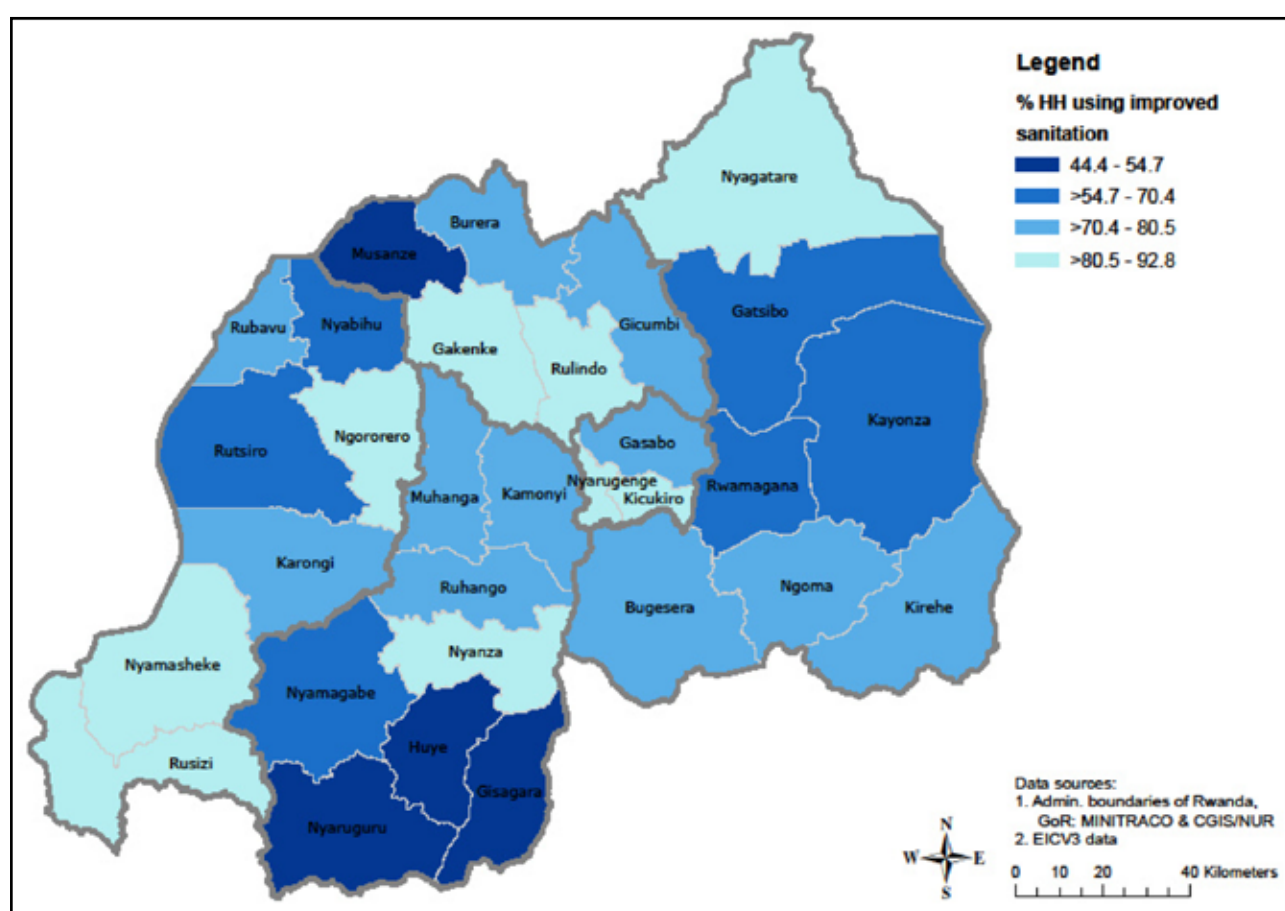 Legend
% HH using improved
sanitation
44.4 - 54.7
>54.7 - 70.4
>70.4 - 80.5
>80.5 - 92.8
Nyagatare
Burera
Musanze
Gatsibo
Rubavu
Nyabihu
Gicumbi
Gakenke
Rulindo
Kayonza
Ngororero
Gasabo
Rutsiro
Nyarugenge
Rwamagana
Muhanga
Kamonyi
Kicukiro
Karongi
Ruhango
Ngoma
Bugesera
Kirehe
Nyanza
Nyamasheke
Nyamagabe
Huye
Rusizi
Gisagara
Nyaruguru
Data sources:
1. Admin. boundaries of Rwanda,
GoR: MINITRACO & CGIS/NUR
2. EICV3 data
N
W E
S
0 10 20 40 Kilometers